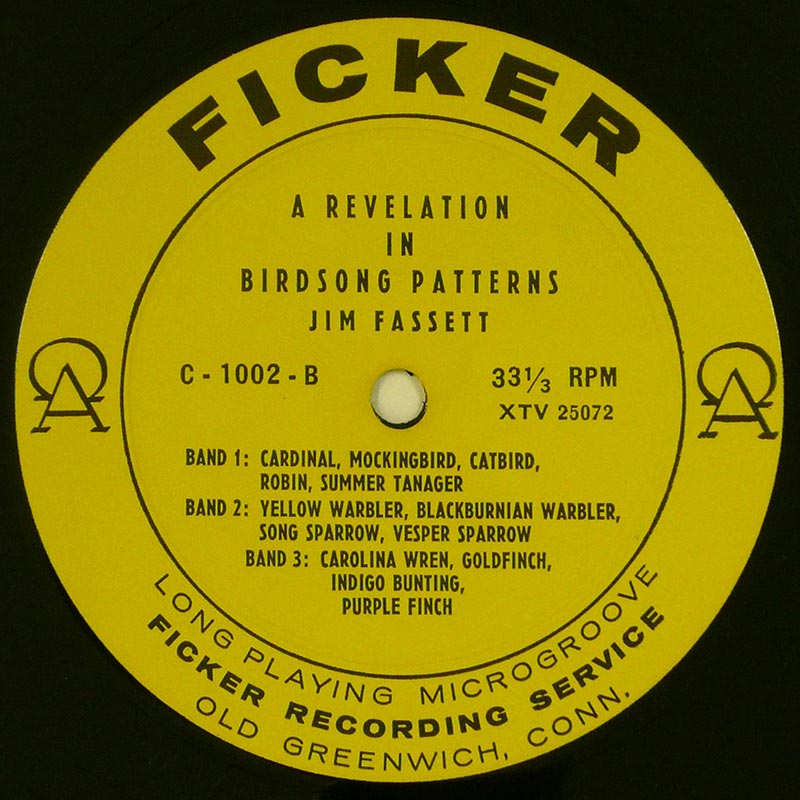 FICKER
A REVELATION
IN
BIRDSONG PATTERNS
JIM FASSETT
C - 1002 - B
33 1/3 RPM
XTV 25072
BAND 1: CARDINAL, MOCKINGBIRD, CATBIRD,
ROBIN, SUMMER TANAGER
BAND 2: YELLOW WARBLER, BLACKBURNIAN WARBLER,
SONG SPARROW, VESPER SPARROW
BAND 3: CAROLINA WREN, GOLDFINCH,
INDIGO BUNTING,
PURPLE FINCH
LONG PLAYING MICROGROOVE
FICKER RECORDING SERVICE
OLD GREENWICH, CONN.